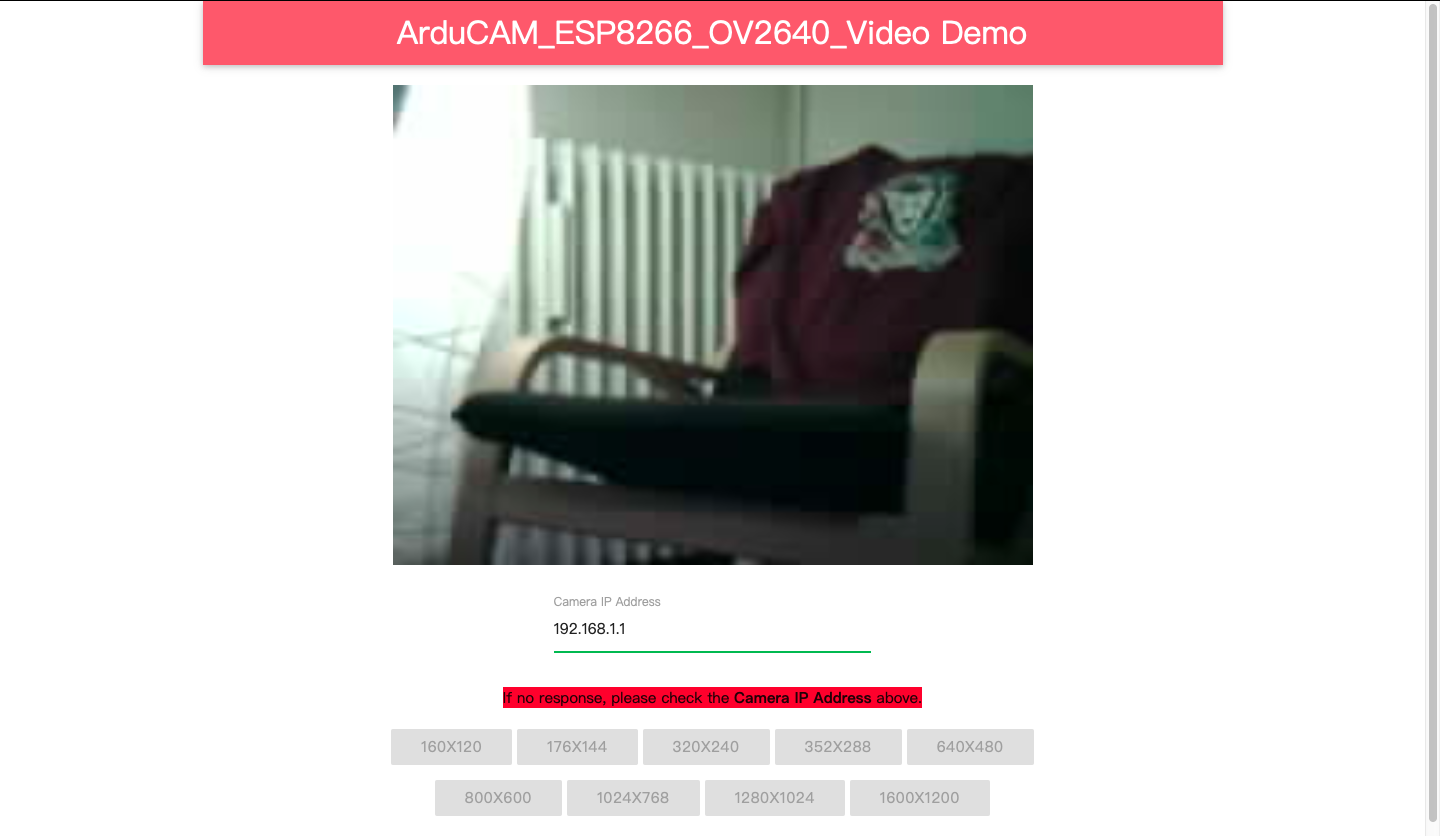 ArduCAM_ESP8266_OV2640_Video Demo
Camera IP Address
192.168.1.1
If no response, please check the Camera IP Address above.
160X120 176X144 320X240 352X288 640X480
800X600 1024X768 1280X1024 1600X1200